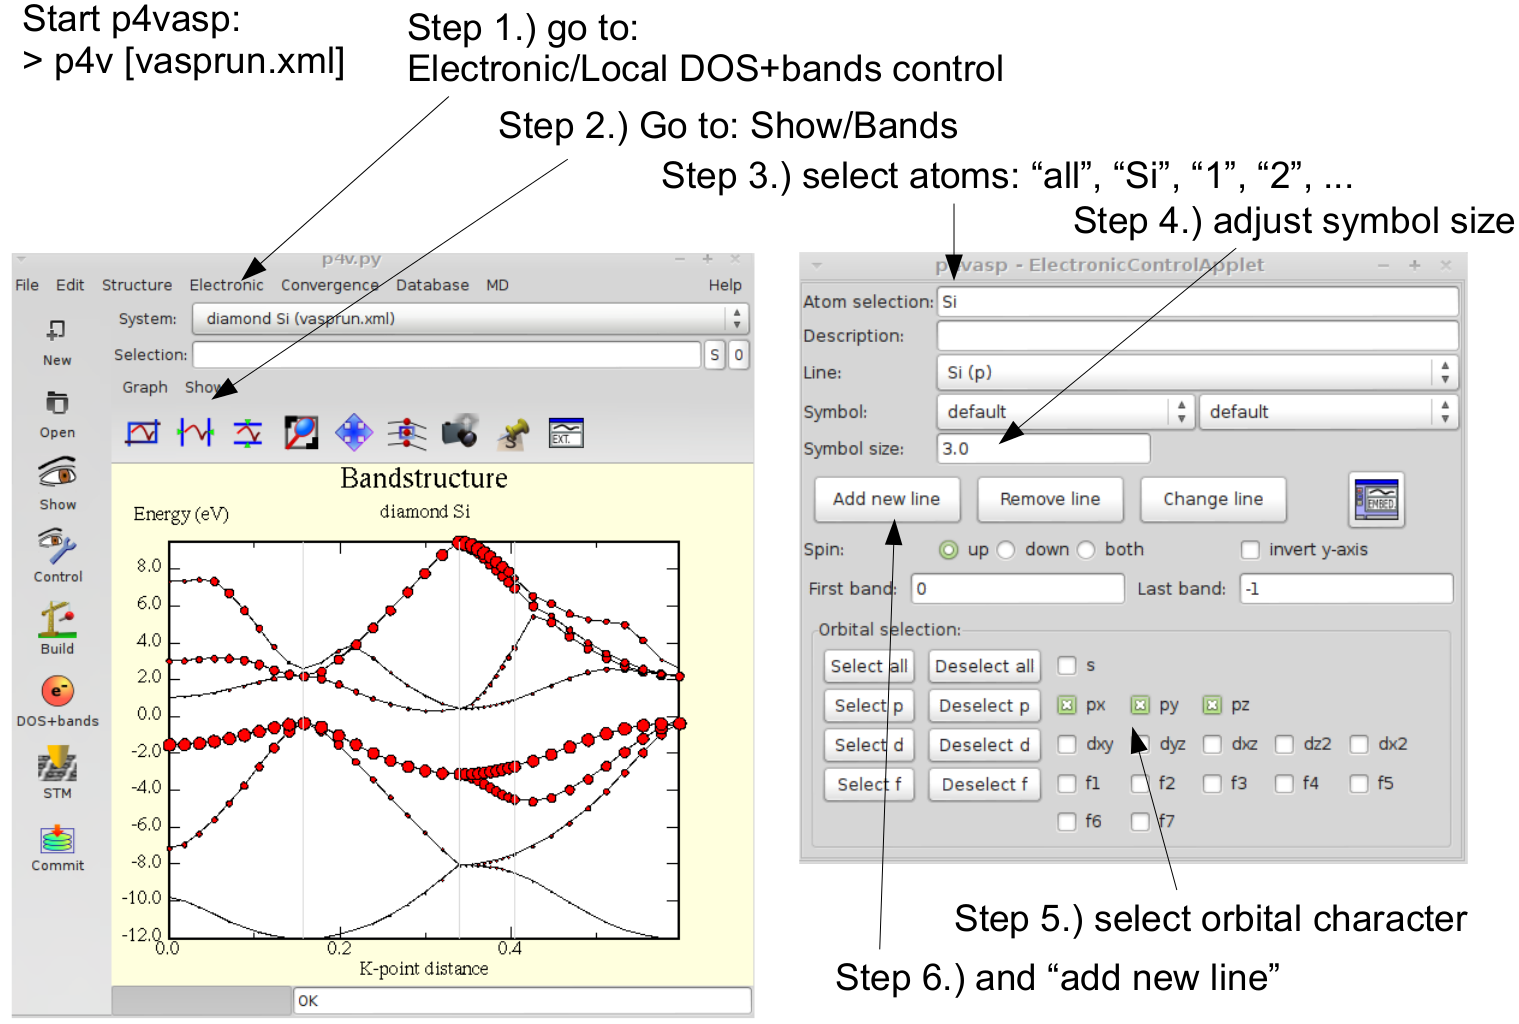 Start p4vasp:
> p4v [vasprun.xml]
Step 1.) go to:
Electronic/Local DOS+bands control
Step 2.) Go to: Show/Bands
Step 3.) select atoms: “all”, “Si”, “1”, “2”, ...
Step 4.) adjust symbol size
p4v.py
File Edit Structure Electronic Convergence Database MD Help
System: diamond Si (vasprun.xml)
Selection: S 0
Graph Show
EXT.
New
Open
Show
Control
Build
DOS+bands
STM
Commit
Bandstructure
diamond Si
Energy (eV)
8.0
6.0
4.0
2.0
0.0
-2.0
-4.0
-6.0
-8.0
-10.0
-12.0
0.0 0.2 0.4
K-point distance
OK
p4vasp - ElectronicControlApplet
Atom selection: Si
Description:
Line: Si (p)
Symbol: default default
Symbol size: 3.0
Add new line Remove line Change line EMBED.
Spin: up down both invert y-axis
First band: 0 Last band: -1
Orbital selection:
Select all Deselect all s
Select p Deselect p px py pz
Select d Deselect d dxy dyz dxz dz2 dx2
Select f Deselect f f1 f2 f3 f4 f5
f6 f7
Step 5.) select orbital character
Step 6.) and “add new line”